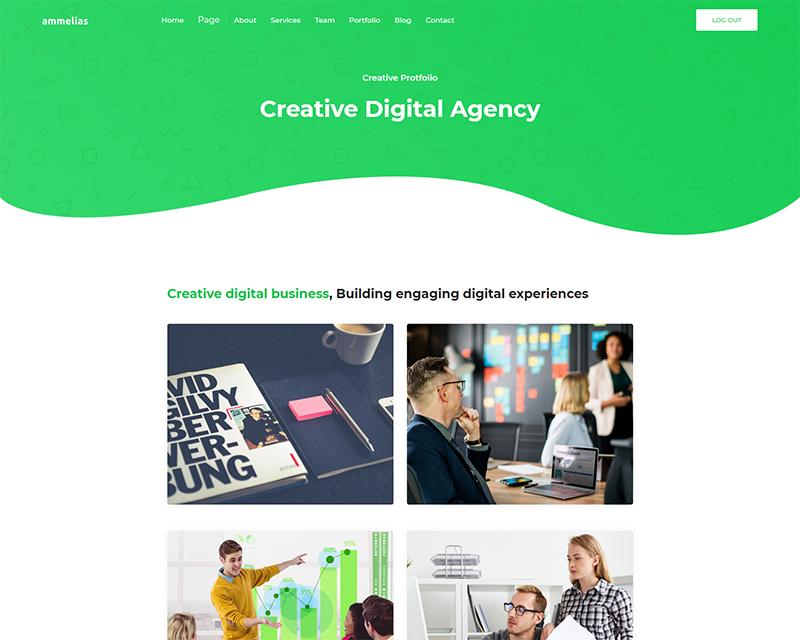 ammelias
Home Page About Services Team Portfolio Blog Contact
LOG OUT
Creative Protfolio
Creative Digital Agency
Creative digital business, Building engaging digital experiences
VID
GILVY
BER
WER-
BUNG
95%